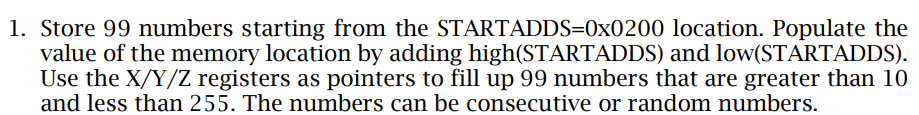 1. Store 99 numbers starting from the STARTADDS=0x0200 location. Populate the
value of the memory location by adding high(STARTADDS) and low(STARTADDS).
Use the X/Y/Z registers as pointers to fill up 99 numbers that are greater than 10
and less than 255. The numbers can be consecutive or random numbers.